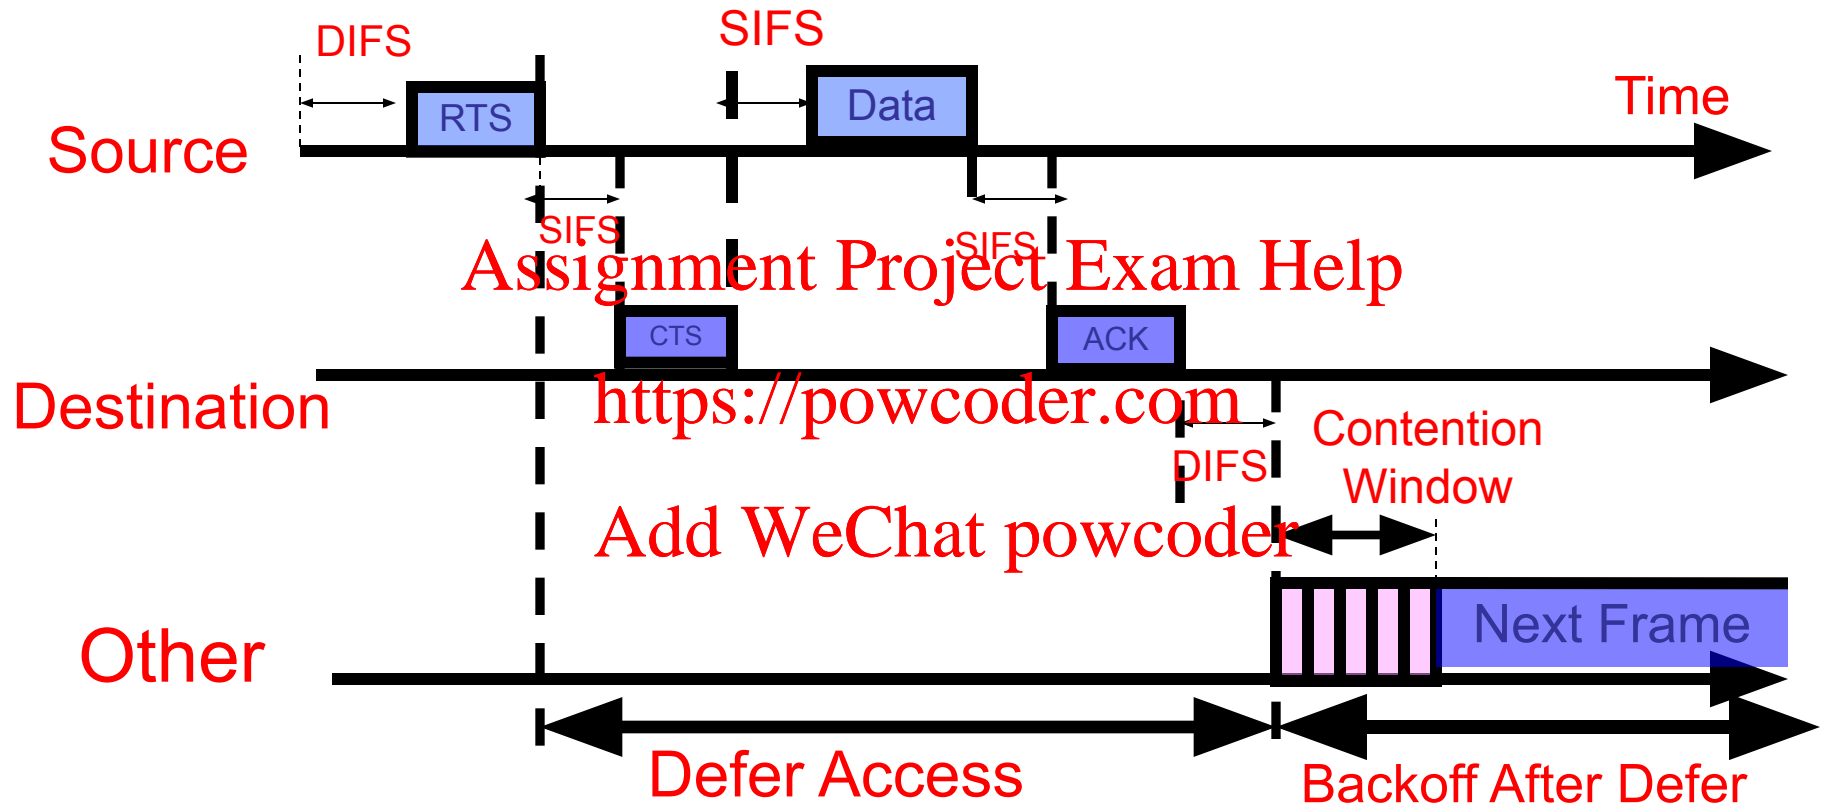 SIFS
DIFS
Time
RTS
Data
Source
SIFS
SIFS
Assignment Project Exam Help
CTS
ACK
Destination
https://powcoder.com
Contention
Window
DIFS
Add WeChat powcoder
Next Frame
Other
Defer Access
Backoff After Defer